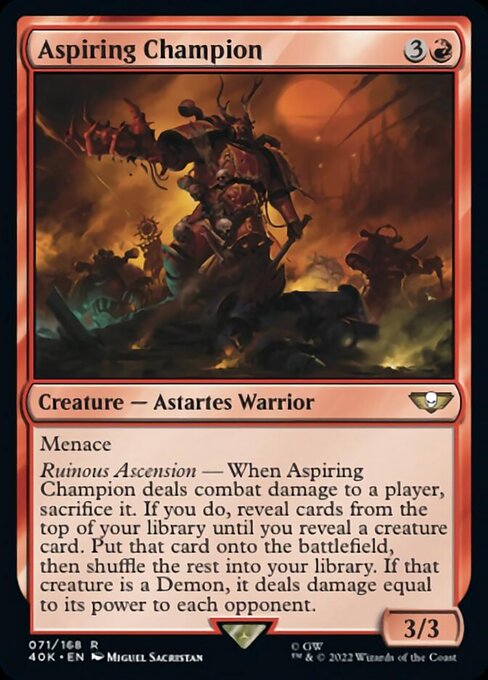 Aspiring Champion 3
Creature — Astartes Warrior
Menace
Ruinous Ascension — When Aspiring
Champion deals combat damage to a player,
sacrifice it. If you do, reveal cards from the
top of your library until you reveal a creature
card. Put that card onto the battlefield,
then shuffle the rest into your library. If that
creature is a Demon, it deals damage equal
to its power to each opponent.
3/3
071/168 R
40K • EN Miguel Sacristan
© GW
™ & © 2022 Wizards of the Coast